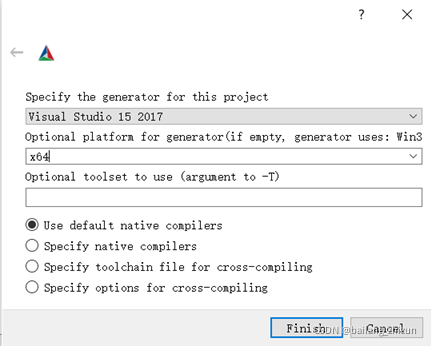 ?
Specify the generator for this project
Visual Studio 15 2017
Optional platform for generator(if empty, generator uses: Win3
x64
Optional toolset to use (argument to -T)
Use default native compilers
Specify native compilers
Specify toolchain file for cross-compiling
Specify options for cross-compiling
Finish Cancel